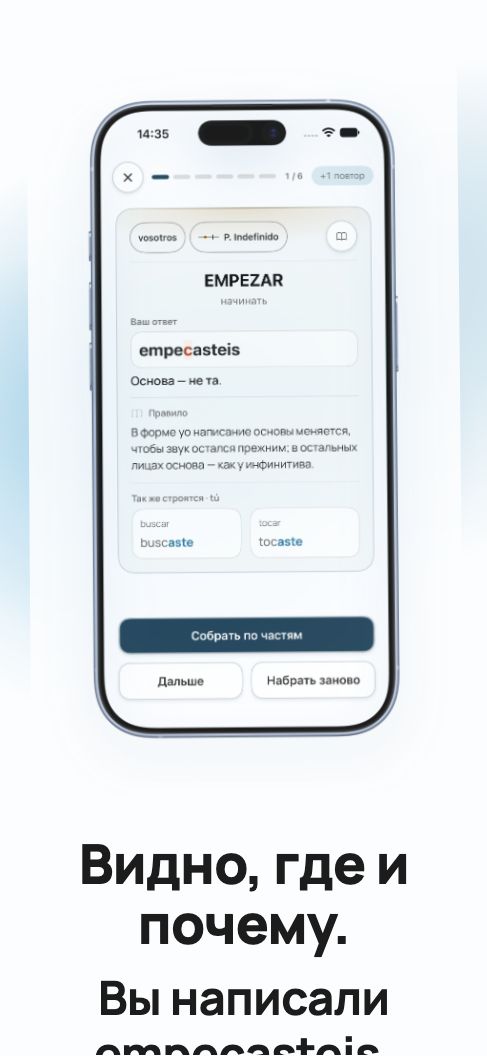 14:35
1 / 6
+1 повтор
vosotros
P. Indefinido
EMPEZAR
начинать
Ваш ответ
empecasteis
Основа — не та.
Правило
В форме yo написание основы меняется,
чтобы звук остался прежним; в остальных
лицах основа — как у инфинитива.
Так же строятся · tú
buscar
tocar
buscaste
tocaste
Собрать по частям
Дальше
Набрать заново
Видно, где и
почему.
Вы написали
empecasteis